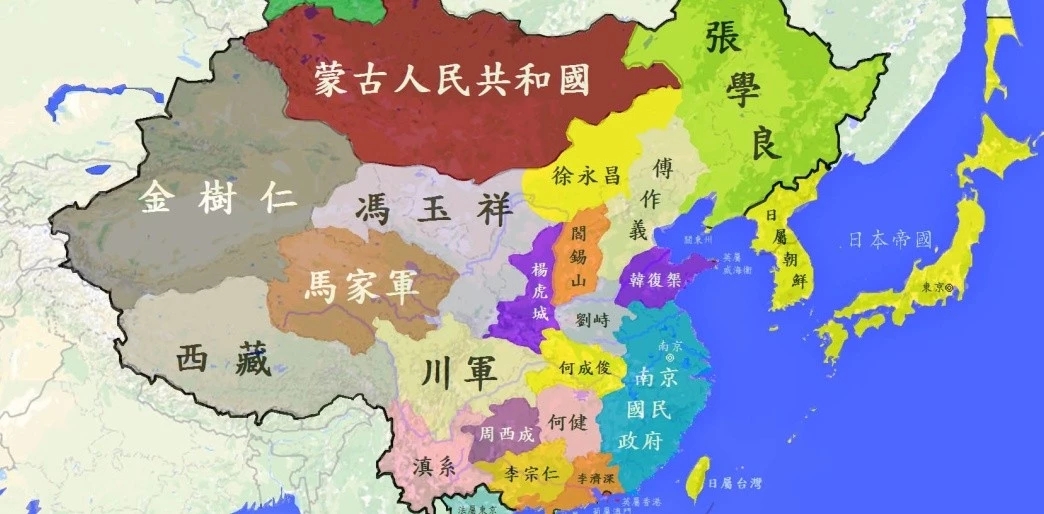 張學良
蒙古人民共和國
徐永昌
傅作義
金樹仁
馮玉祥
日屬朝鮮
日本帝國
東京
關東州
英屬威海衛
閻錫山
楊虎城
韓復榘
馬家軍
劉峙
西藏
川軍
何成俊
南京
南京
國民
政府
何健
周西成
滇系
李宗仁
李濟深
日屬台灣
英屬香港
葡屬澳門
法屬東京